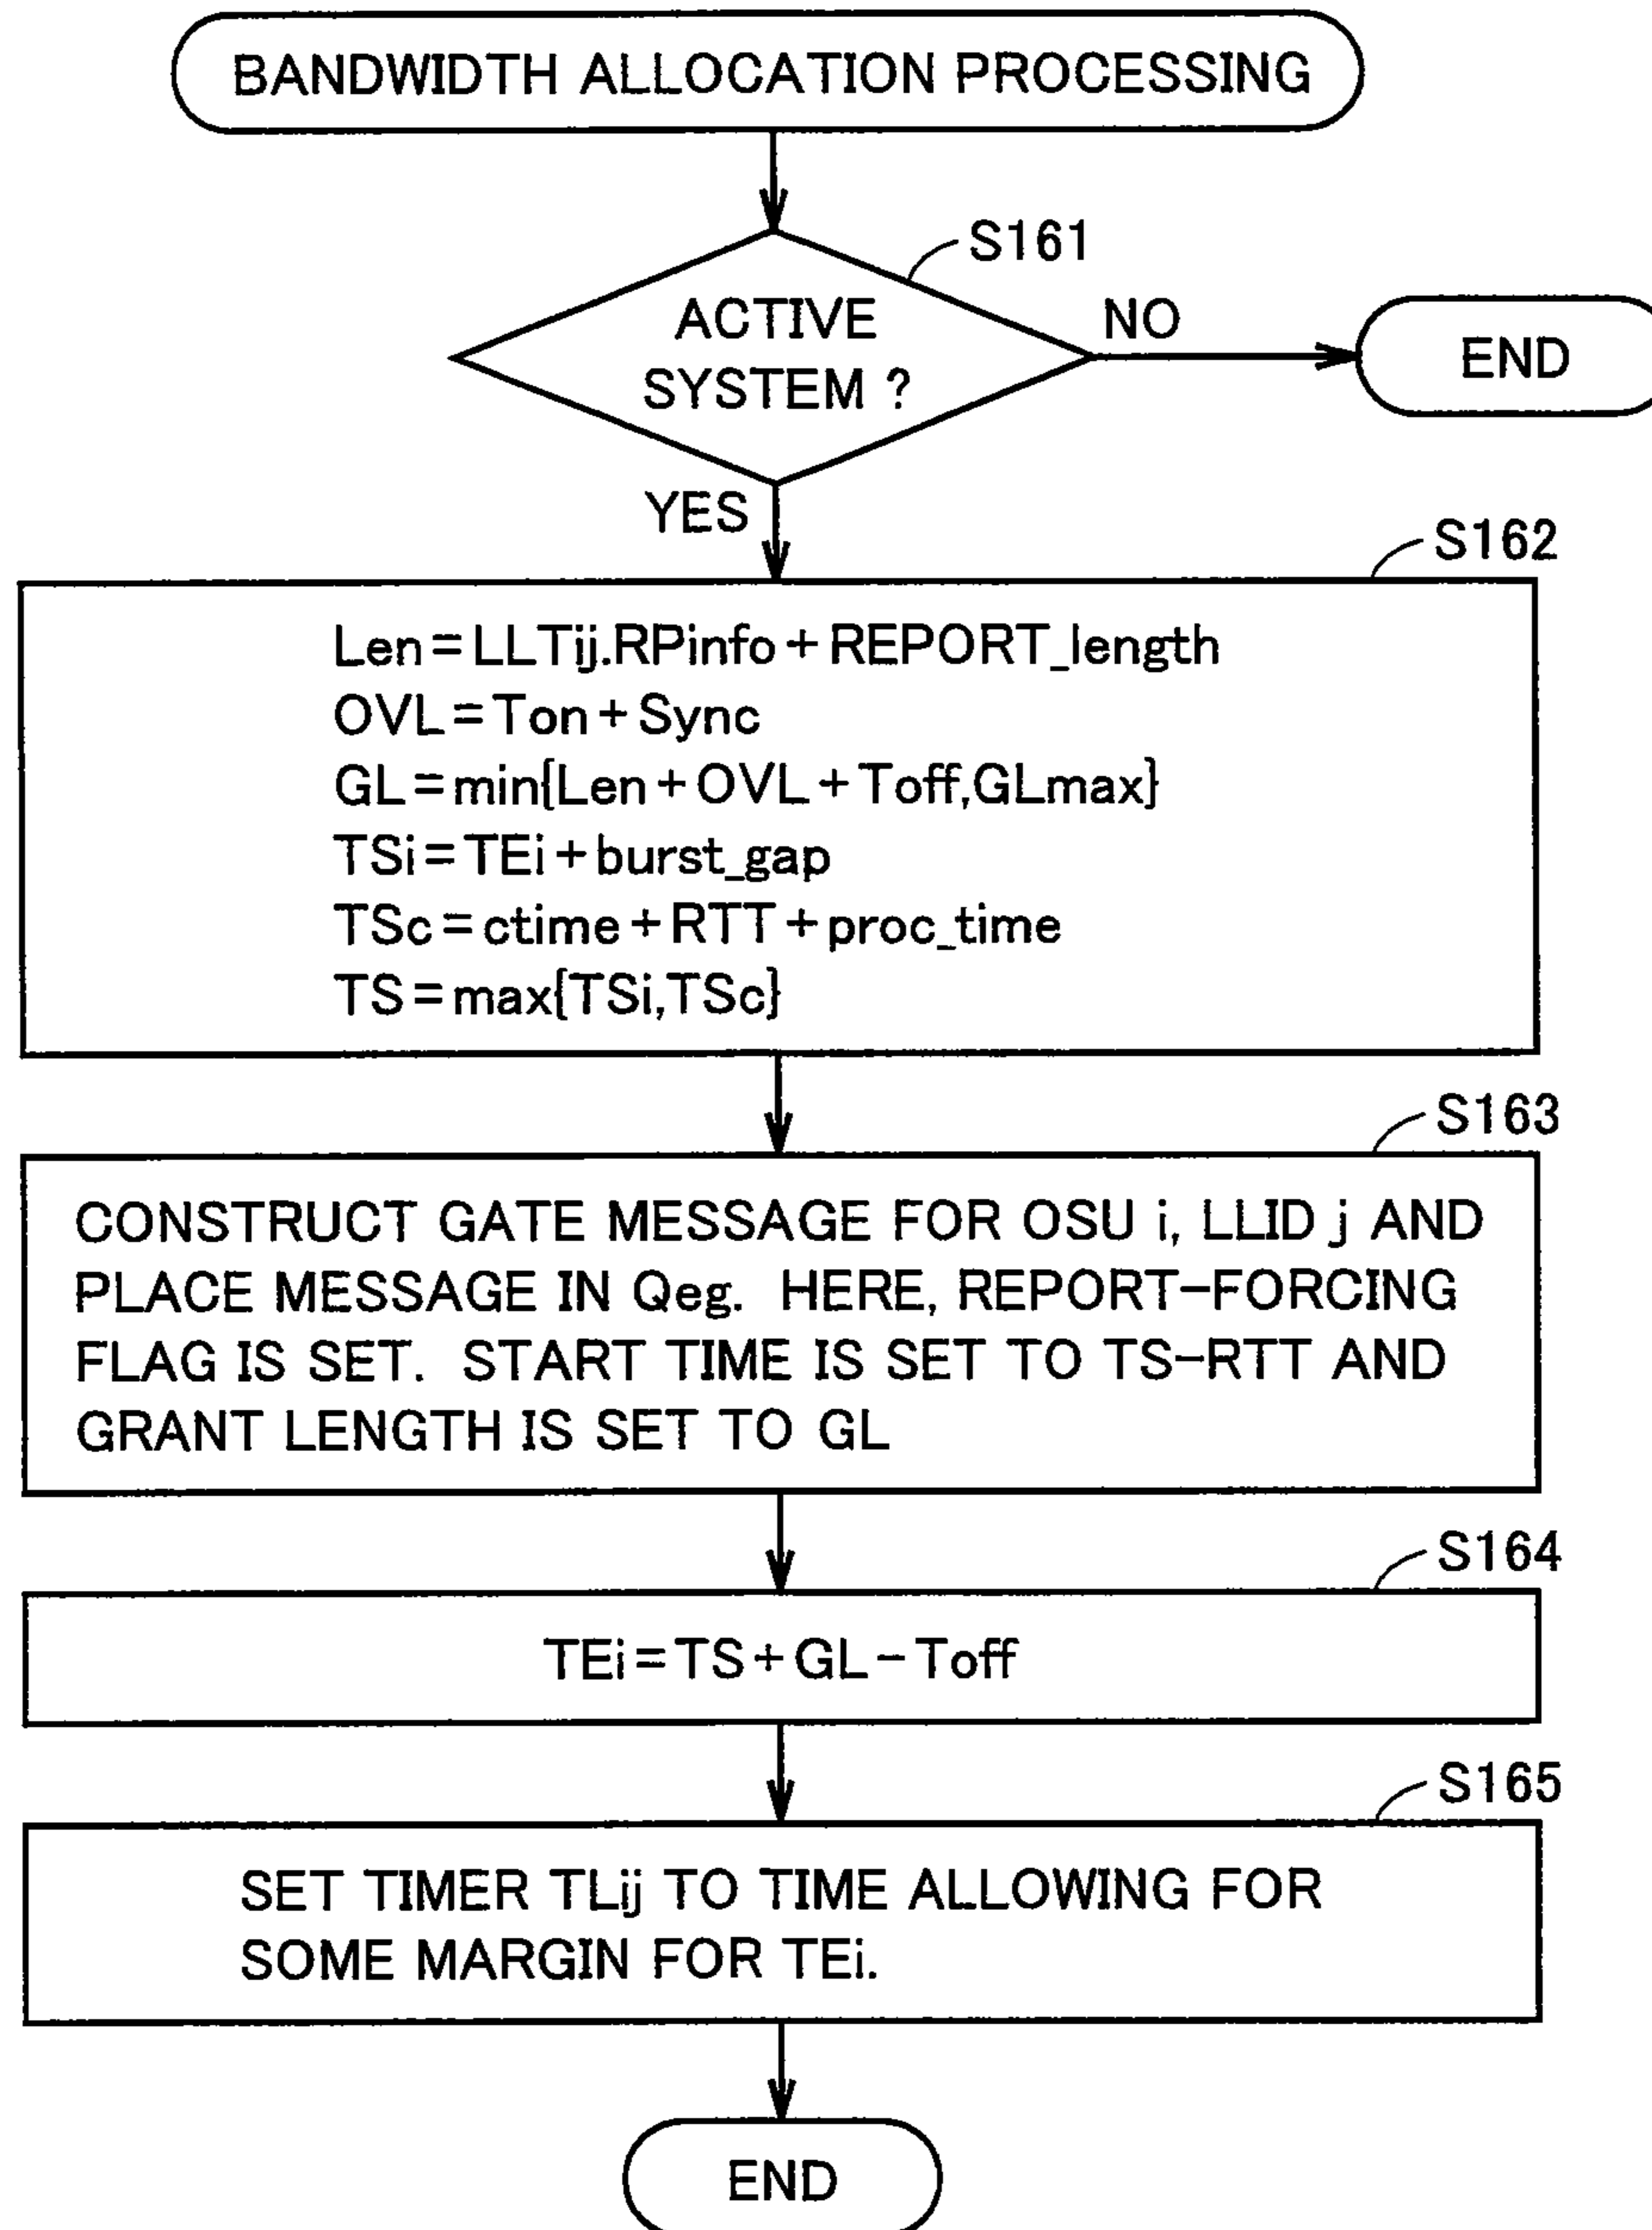 BANDWIDTH ALLOCATION PROCESSING
S161
ACTIVE
SYSTEM ?
NO
END
YES
S162
Len=LLTij.RPinfo+REPORT_length
OVL=Ton+Sync
GL=min{Len+OVL+Toff,GLmax}
TSi=TEi+burst_gap
TSc=ctime+RTT+proc_time
TS=max{TSi,TSc}
S163
CONSTRUCT GATE MESSAGE FOR OSU i, LLID j AND
PLACE MESSAGE IN Qeg. HERE, REPORT-FORCING
FLAG IS SET. START TIME IS SET TO TS-RTT AND
GRANT LENGTH IS SET TO GL
S164
TEi=TS+GL-Toff
S165
SET TIMER TLij TO TIME ALLOWING FOR
SOME MARGIN FOR TEi.
END